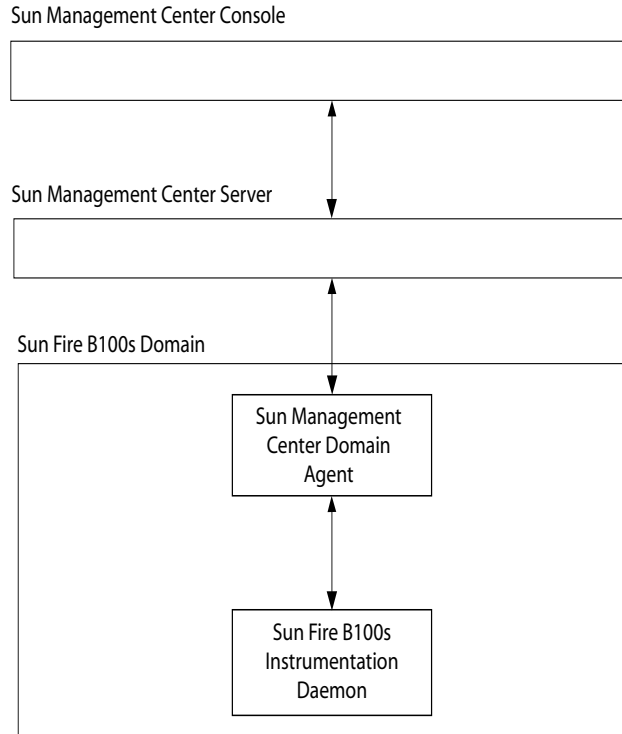 Sun Management Center Console
Sun Management Center Server
Sun Fire B100s Domain
Sun Management
Center Domain
Agent
Sun Fire B100s
Instrumentation
Daemon